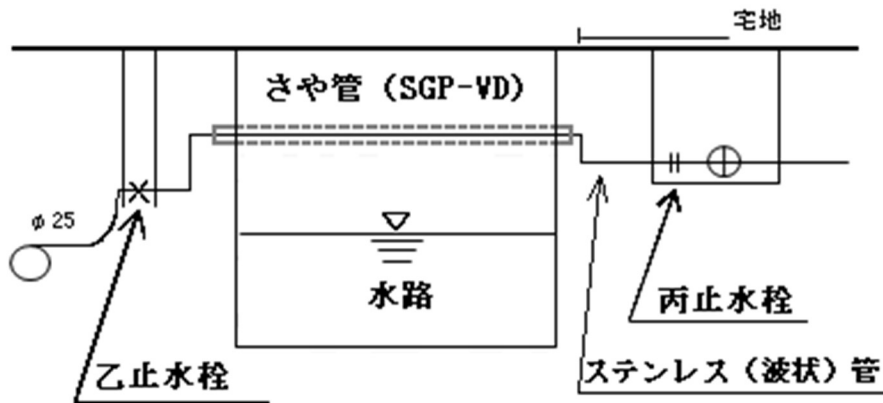 宅地
さや管（SGP-VD）
φ25
水路
丙止水栓
乙止水栓
ステンレス（波状）管